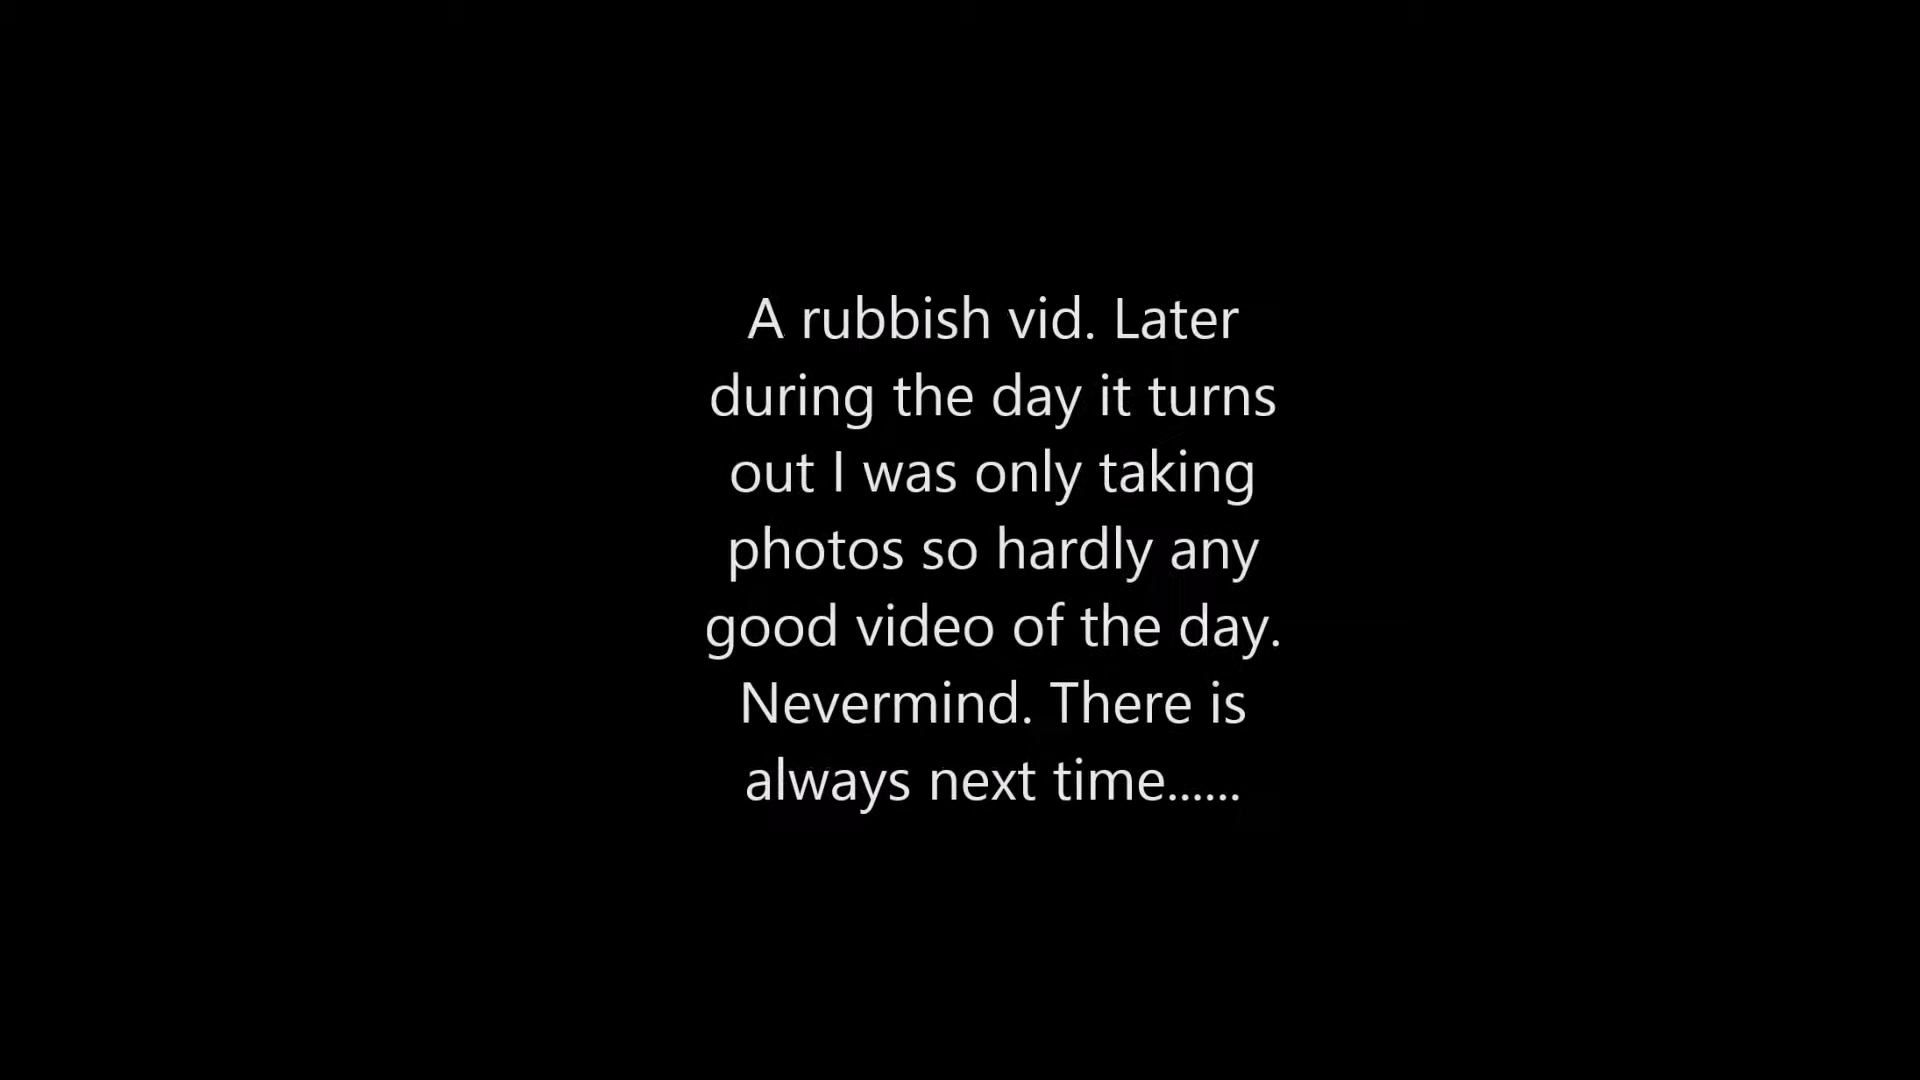 A rubbish vid. Later
during the day it turns
out I was only taking
photos so hardly any
good video of the day.
Nevermind. There is
always next time......